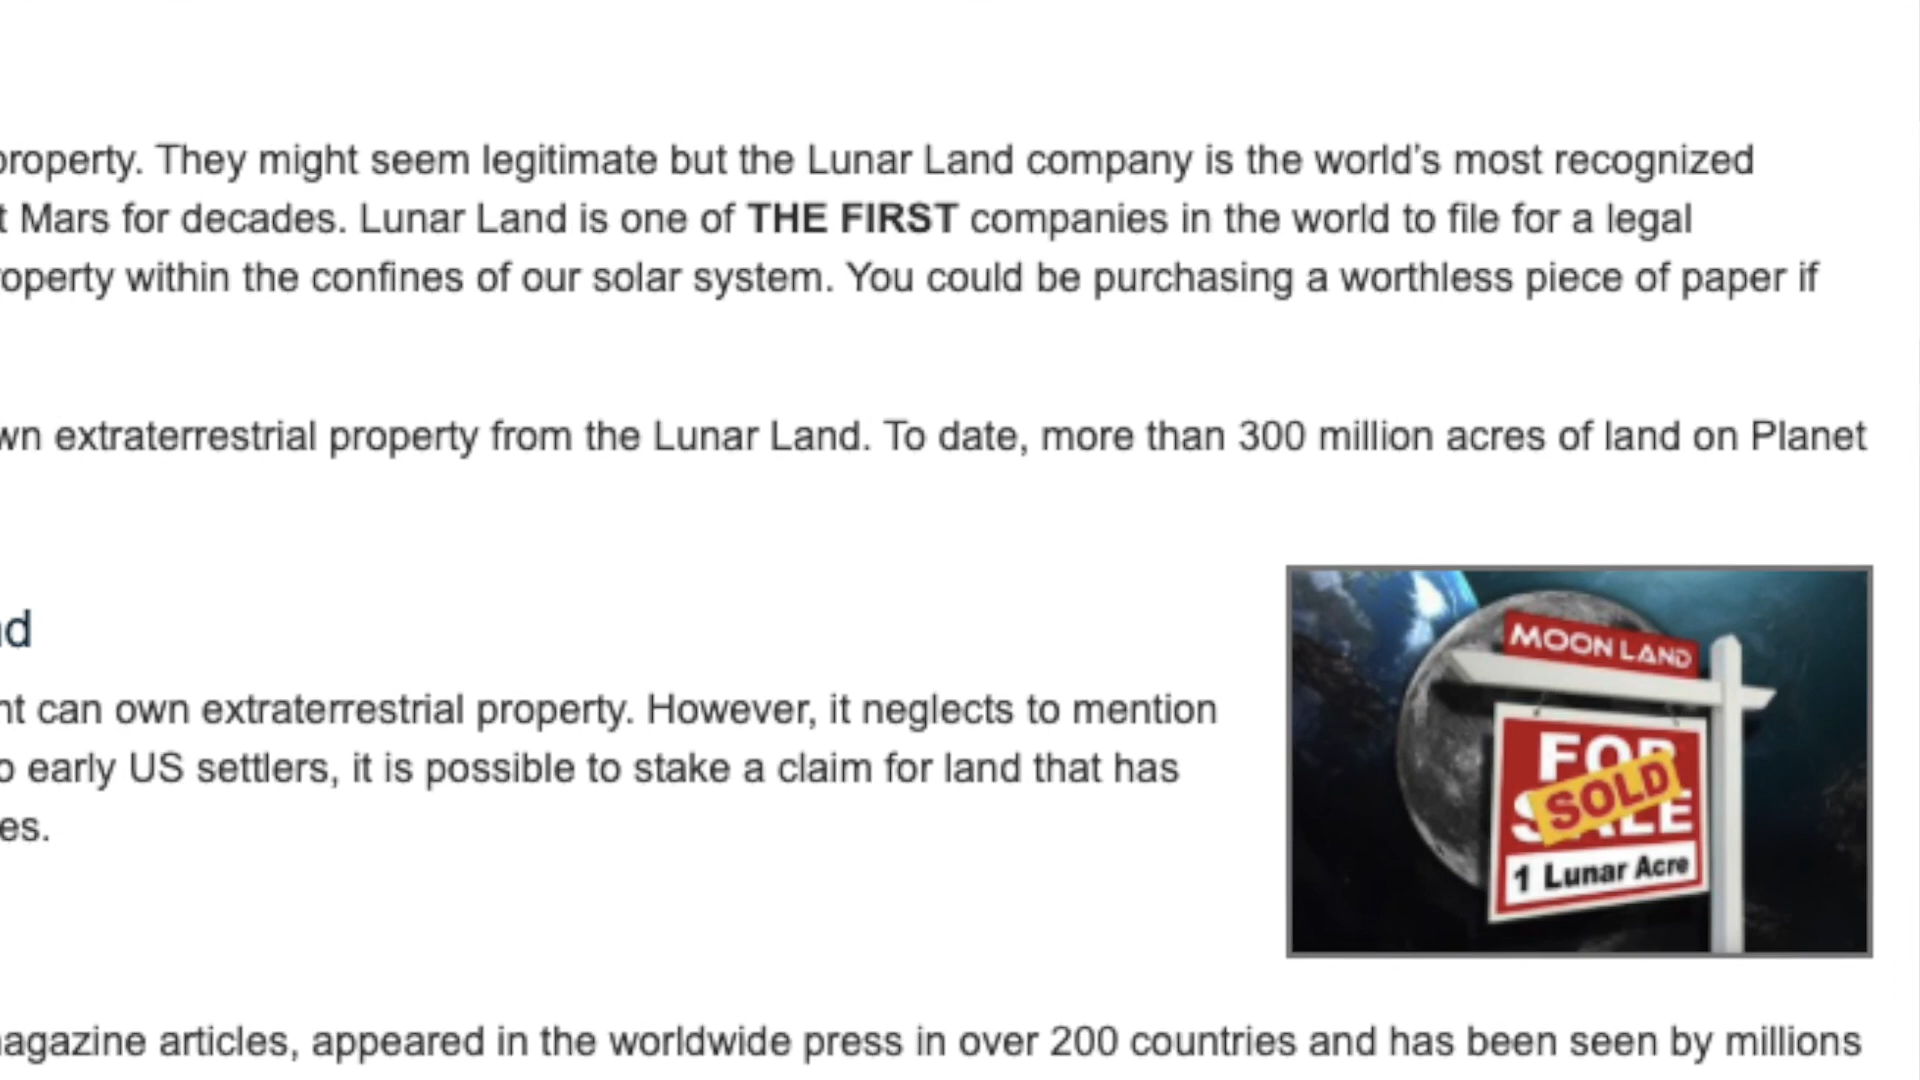 property. They might seem legitimate but the Lunar Land company is the world's most recognized
t Mars for decades. Lunar Land is one of THE FIRST companies in the world to file for a legal
operty within the confines of our solar system. You could be purchasing a worthless piece of paper if
wn extraterrestrial property from the Lunar Land. To date, more than 300 million acres of land on Planet
nd
nt can own extraterrestrial property. However, it neglects to mention
o early US settlers, it is possible to stake a claim for land that has
es.
MOON LAND
FOR
SOLD
SALE
1 Lunar Acre
magazine articles, appeared in the worldwide press in over 200 countries and has been seen by millions